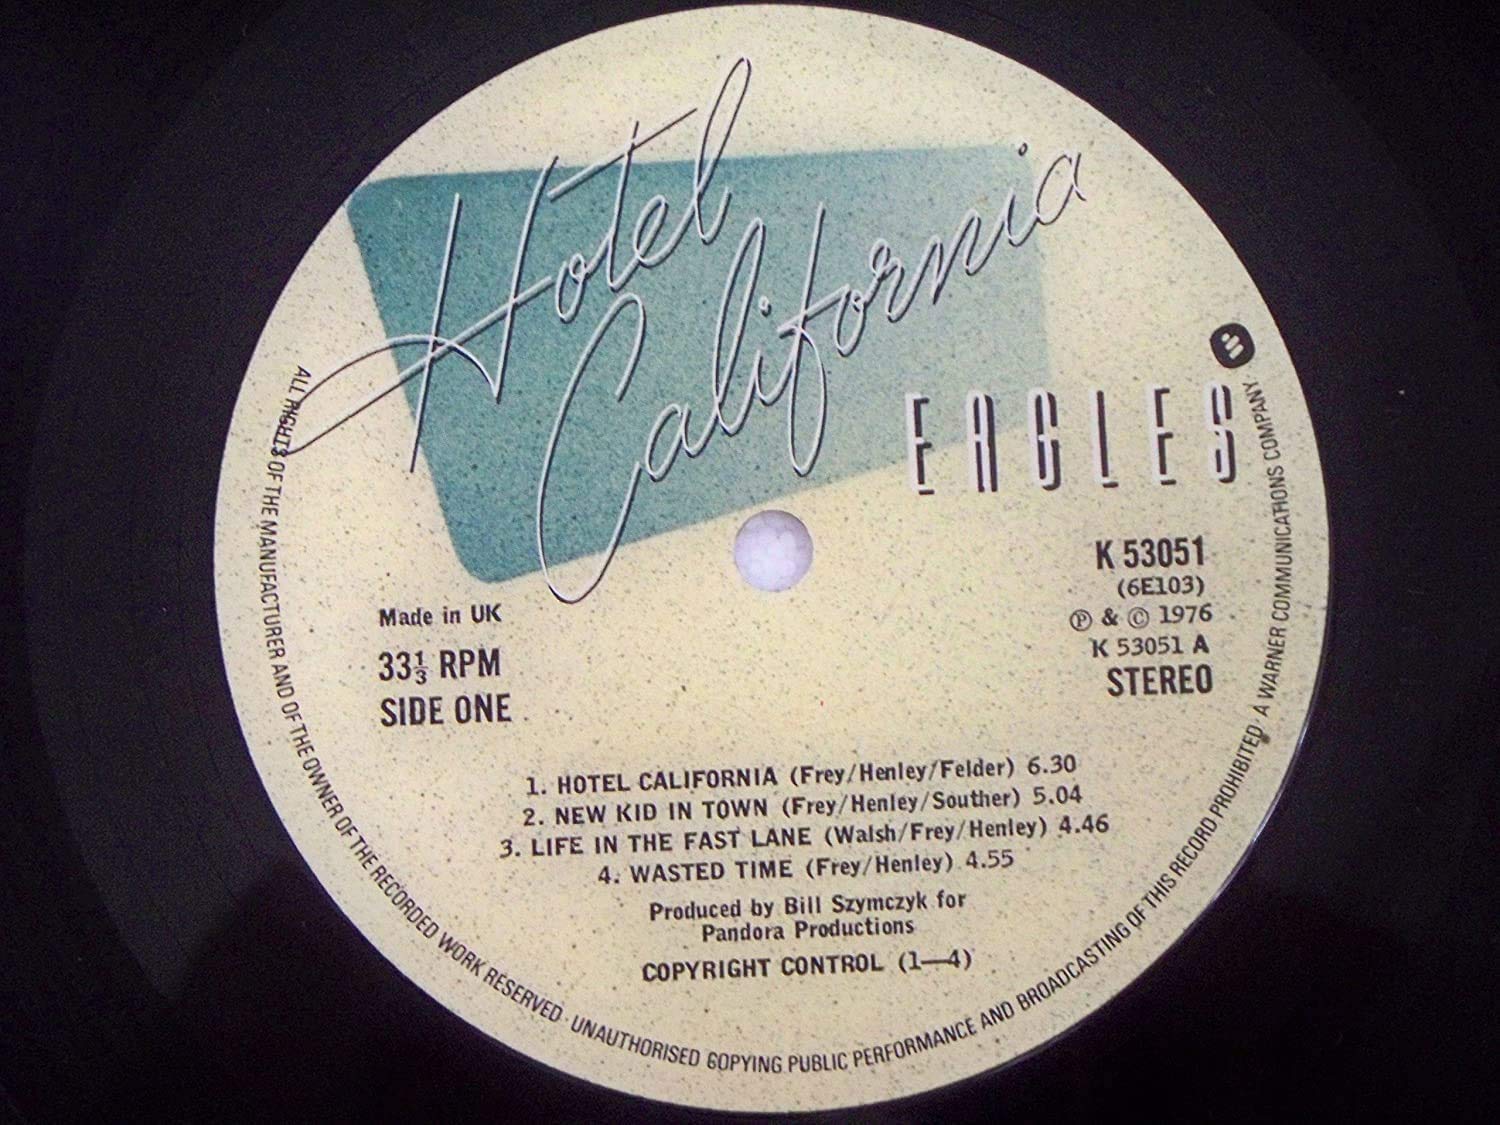 Hotel
California
EAGLES
K 53051
(6E103)
℗ & © 1976
K 53051 A
STEREO
Made in UK
33⅓ RPM
SIDE ONE
1. HOTEL CALIFORNIA (Frey/Henley/Felder) 6.30
2. NEW KID IN TOWN (Frey/Henley/Souther) 5.04
3. LIFE IN THE FAST LANE (Walsh/Frey/Henley) 4.46
4. WASTED TIME (Frey/Henley) 4.55
Produced by Bill Szymczyk for
Pandora Productions
COPYRIGHT CONTROL (1—4)
ALL RIGHTS OF THE MANUFACTURER AND OF THE OWNER OF THE RECORDED WORK RESERVED · UNAUTHORISED COPYING PUBLIC PERFORMANCE AND BROADCASTING OF THIS RECORD PROHIBITED · A WARNER COMMUNICATIONS COMPANY ·